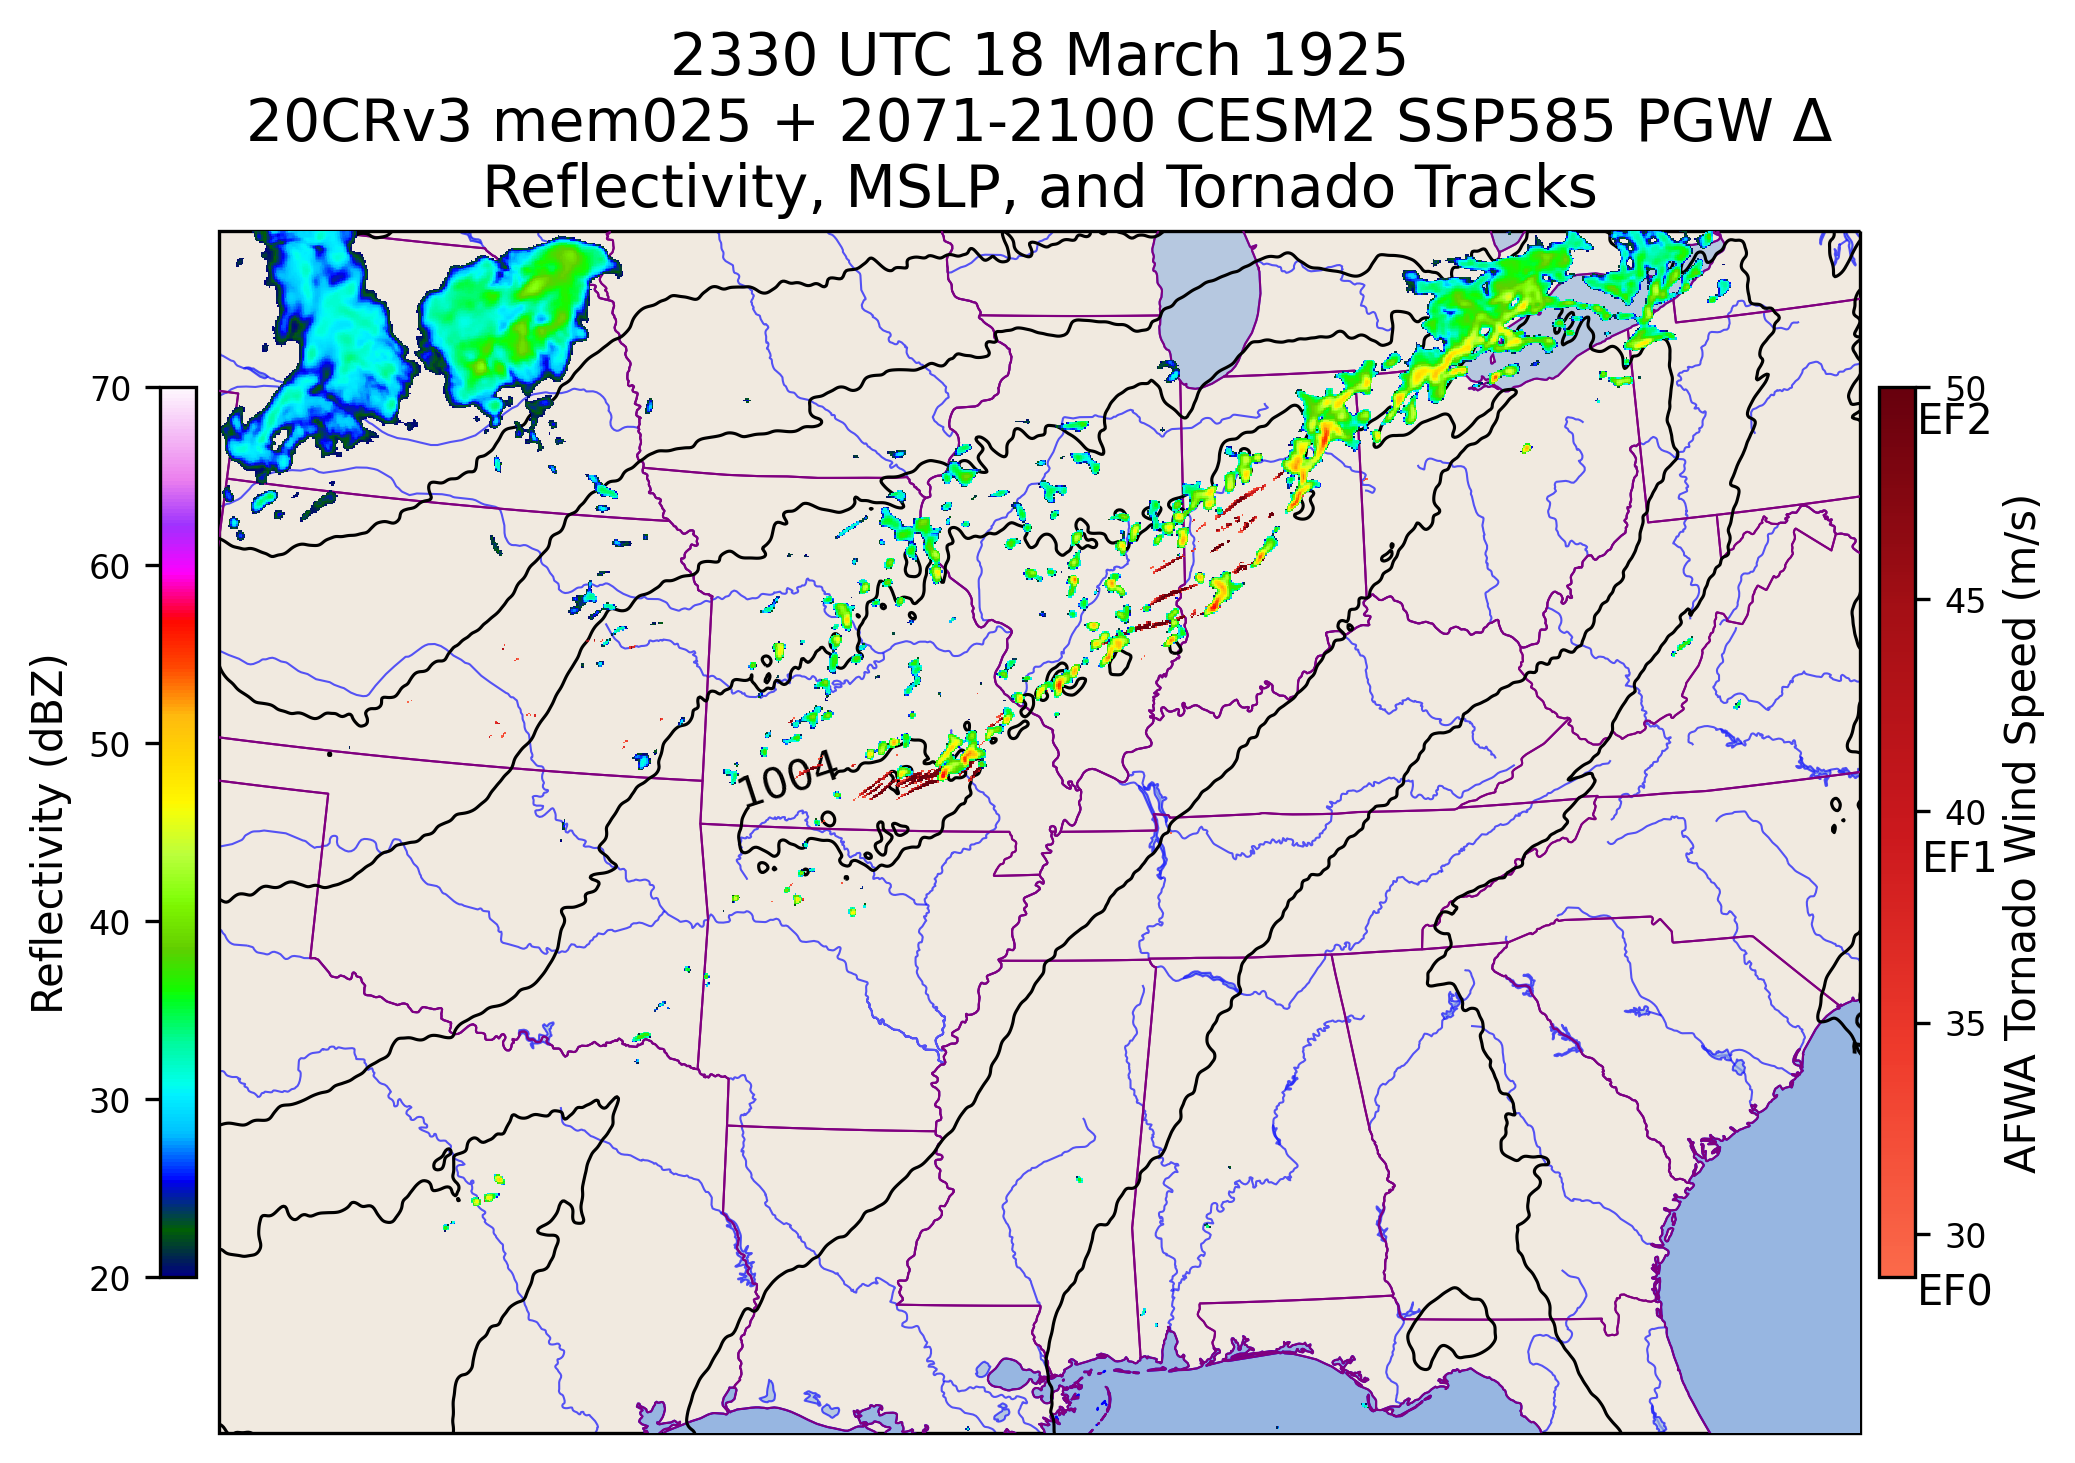 2330 UTC 18 March 1925
20CRv3 mem025 + 2071-2100 CESM2 SSP585 PGW Δ
Reflectivity, MSLP, and Tornado Tracks
70
60
50
40
30
20
Reflectivity (dBZ)
1004
50
EF2
45
40
EF1
35
30
EF0
AFWA Tornado Wind Speed (m/s)